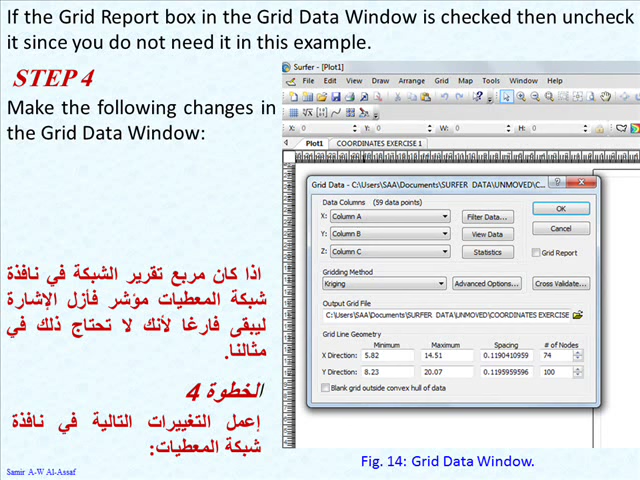 If the Grid Report box in the Grid Data Window is checked then uncheck
it since you do not need it in this example.
STEP 4
Make the following changes in
the Grid Data Window:
اذا كان مربع تقرير الشبكة في نافذة
شبكة المعطيات مؤشر فأزل الإشارة
ليبقى فارغا لأنك لا تحتاج ذلك في
مثالنا.
الخطوة 4
إعمل التغييرات التالية في نافذة
شبكة المعطيات:
Samir A-W Al-Assaf
Surfer - [Plot1]
File Edit View Draw Arrange Grid Map Tools Window Help
X: 0 Y: 0 W: 0 H: 0
Plot1 COORDINATES EXERCISE 1
Grid Data - C:\Users\SAA\Documents\SURFER DATA\UNMOVED\C...
Data Columns (59 data points)
X: Column A Filter Data... OK
Y: Column B View Data Cancel
Z: Column C Statistics Grid Report
Gridding Method
Kriging Advanced Options... Cross Validate...
Output Grid File
C:\Users\SAA\Documents\SURFER DATA\UNMOVED\COORDINATES EXERCISE
Grid Line Geometry
Minimum Maximum Spacing # of Nodes
X Direction: 5.82 14.51 0.1190410959 74
Y Direction: 8.23 20.07 0.1195959596 100
Blank grid outside convex hull of data
Fig. 14: Grid Data Window.